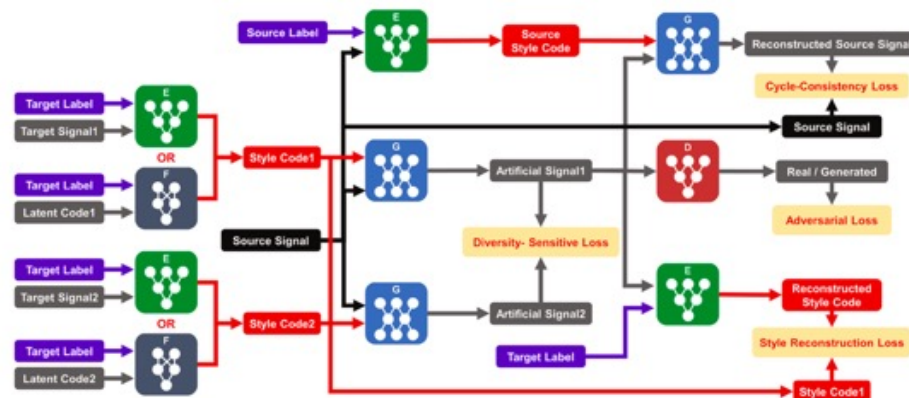 E
G
Source Label
Source
Style Code
Reconstructed Source Signal
Cycle-Consistency Loss
Source Signal
E
Target Label
Target Signal1
OR
F
Target Label
Latent Code1
Style Code1
G
Artificial Signal1
D
Real / Generated
Adversarial Loss
Source Signal
Diversity- Sensitive Loss
E
Target Label
Target Signal2
OR
F
Target Label
Latent Code2
Style Code2
G
Artificial Signal2
E
Target Label
Reconstructed
Style Code
Style Reconstruction Loss
Style Code1